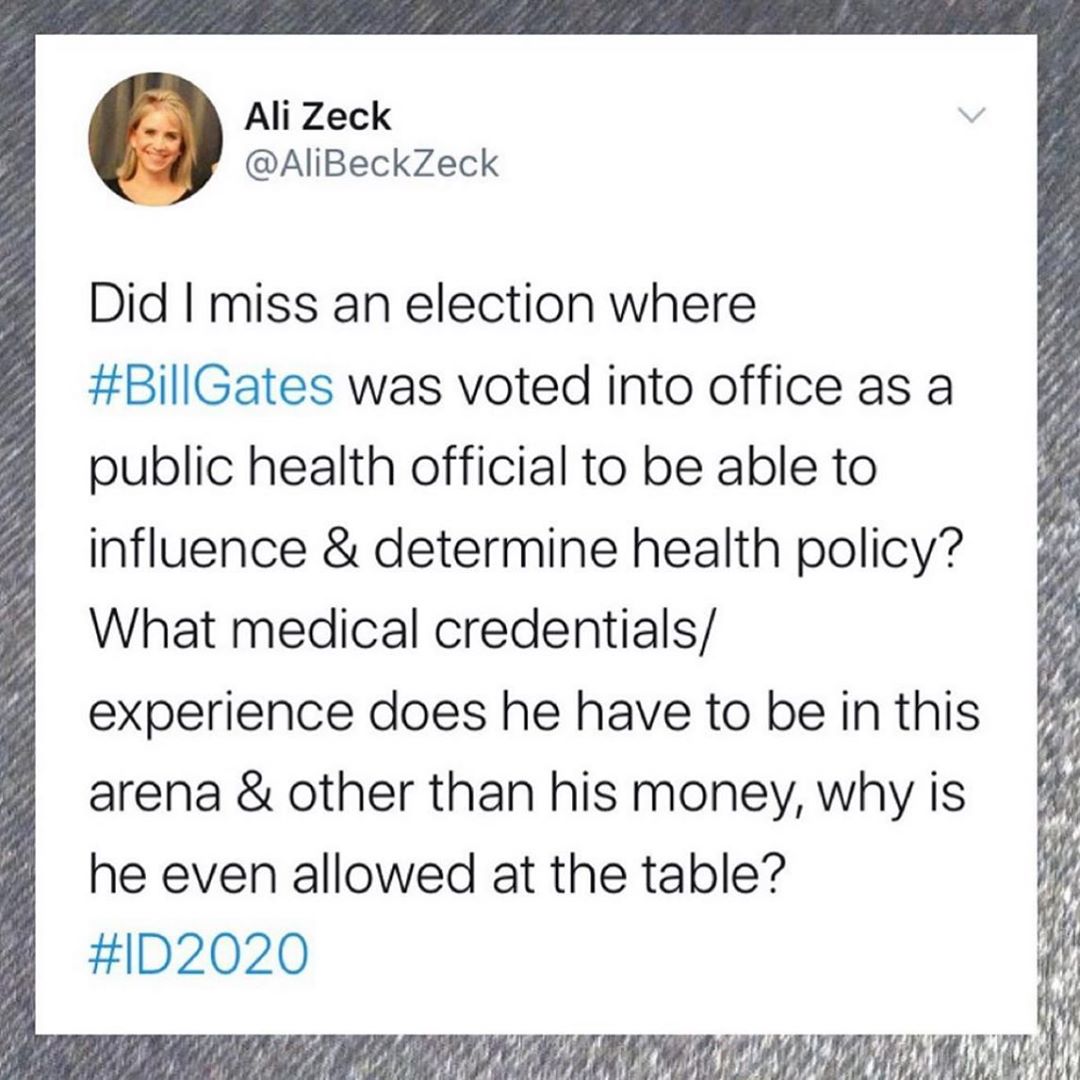 Ali Zeck
@AliBeckZeck
Did I miss an election where
#BillGates was voted into office as a
public health official to be able to
influence & determine health policy?
What medical credentials/
experience does he have to be in this
arena & other than his money, why is
he even allowed at the table?
#ID2020